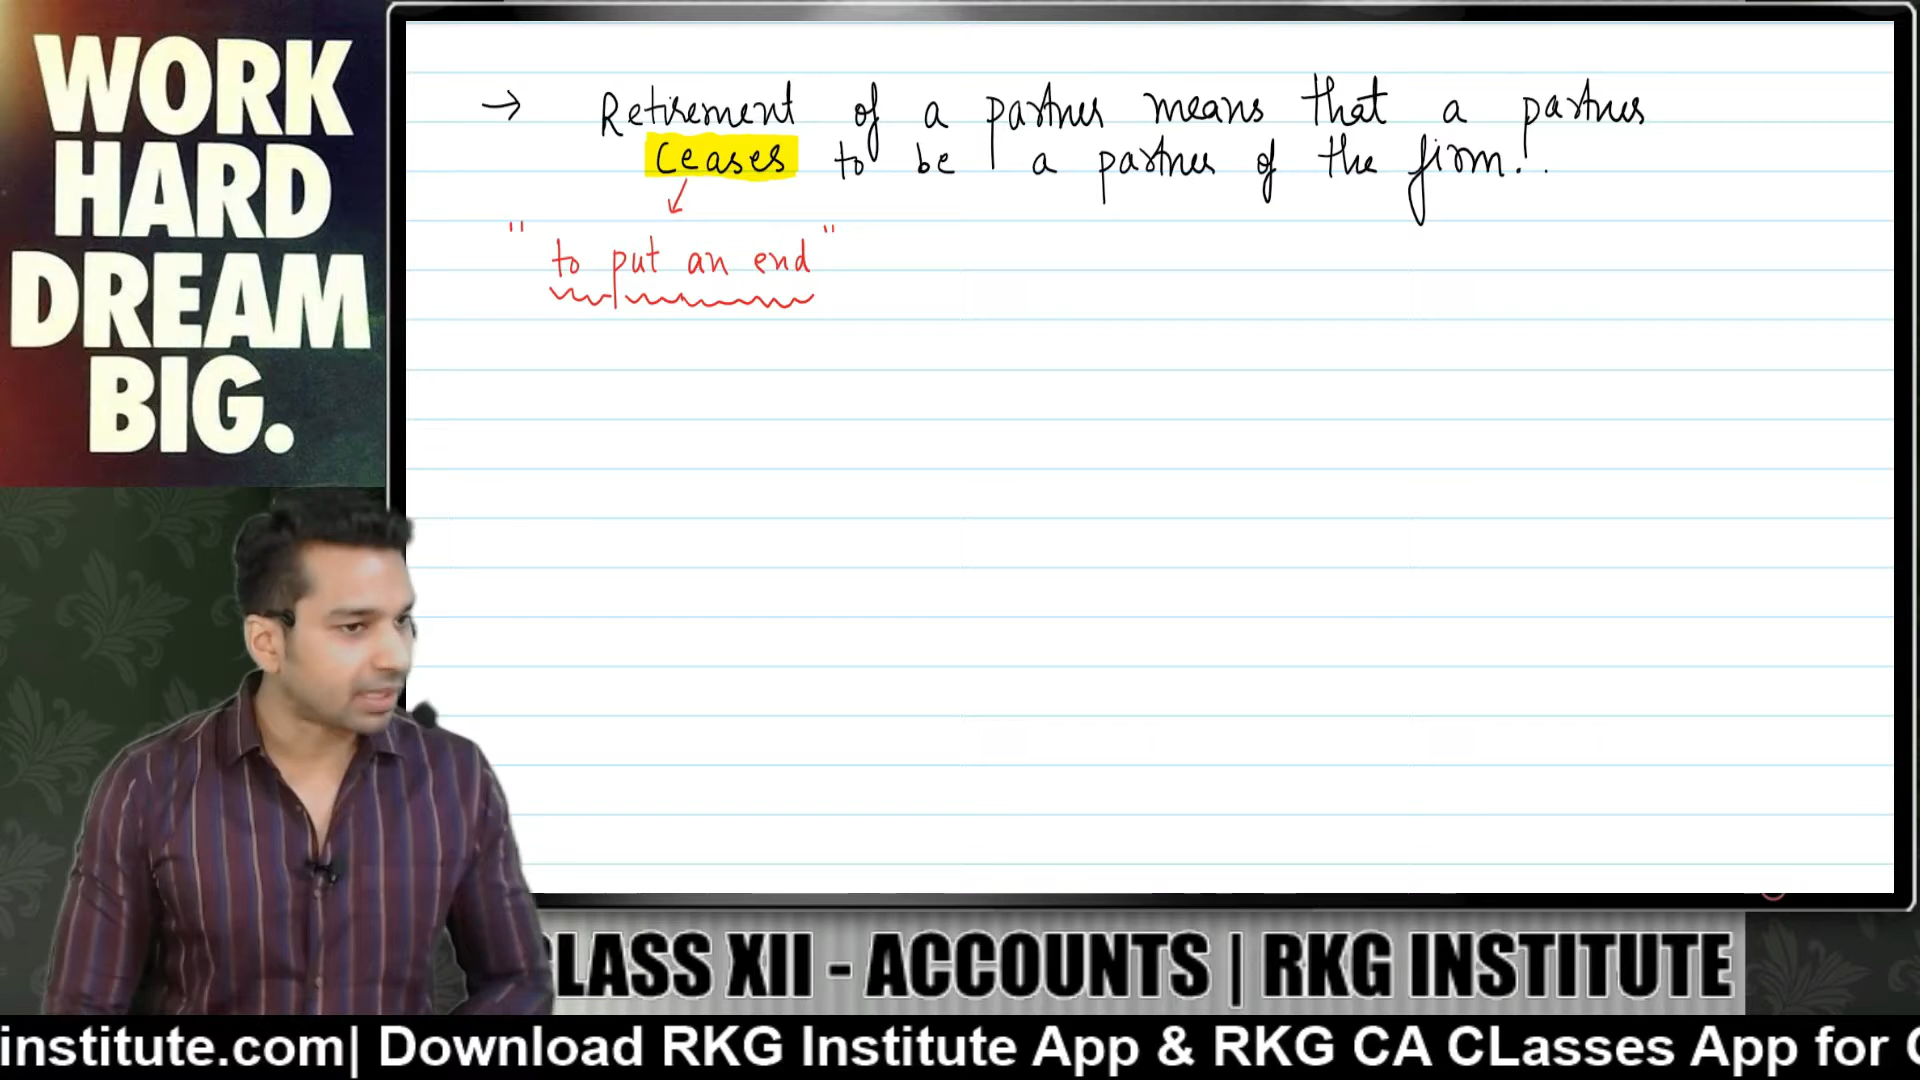 WORK
HARD
DREAM
BIG.
→ Retirement of a partner means that a partner
ceases to be a partner of the firm..
" to put an end "
CLASS XII - ACCOUNTS | RKG INSTITUTE
institute.com| Download RKG Institute App & RKG CA CLasses App for